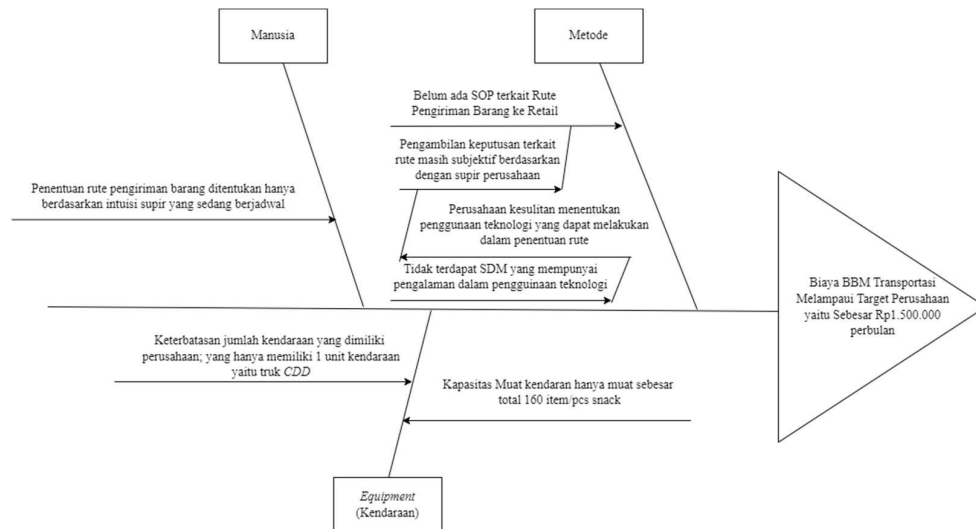 Manusia
Metode
Belum ada SOP terkait Rute
Pengiriman Barang ke Retail
Pengambilan keputusan terkait
rute masih subjektif berdasarkan
dengan supir perusahaan
Penentuan rute pengiriman barang ditentukan hanya
berdasarkan intuisi supir yang sedang berjadwal
Perusahaan kesulitan menentukan
penggunaan teknologi yang dapat melakukan
dalam penentuan rute
Tidak terdapat SDM yang mempunyai
pengalaman dalam pengguinaan teknologi
Biaya BBM Transportasi
Melampaui Target Perusahaan
yaitu Sebesar Rp1.500.000
perbulan
Keterbatasan jumlah kendaraan yang dimiliki
perusahaan; yang hanya memiliki 1 unit kendaraan
yaitu truk CDD
Kapasitas Muat kendaran hanya muat sebesar
total 160 item/pcs snack
Equipment
(Kendaraan)